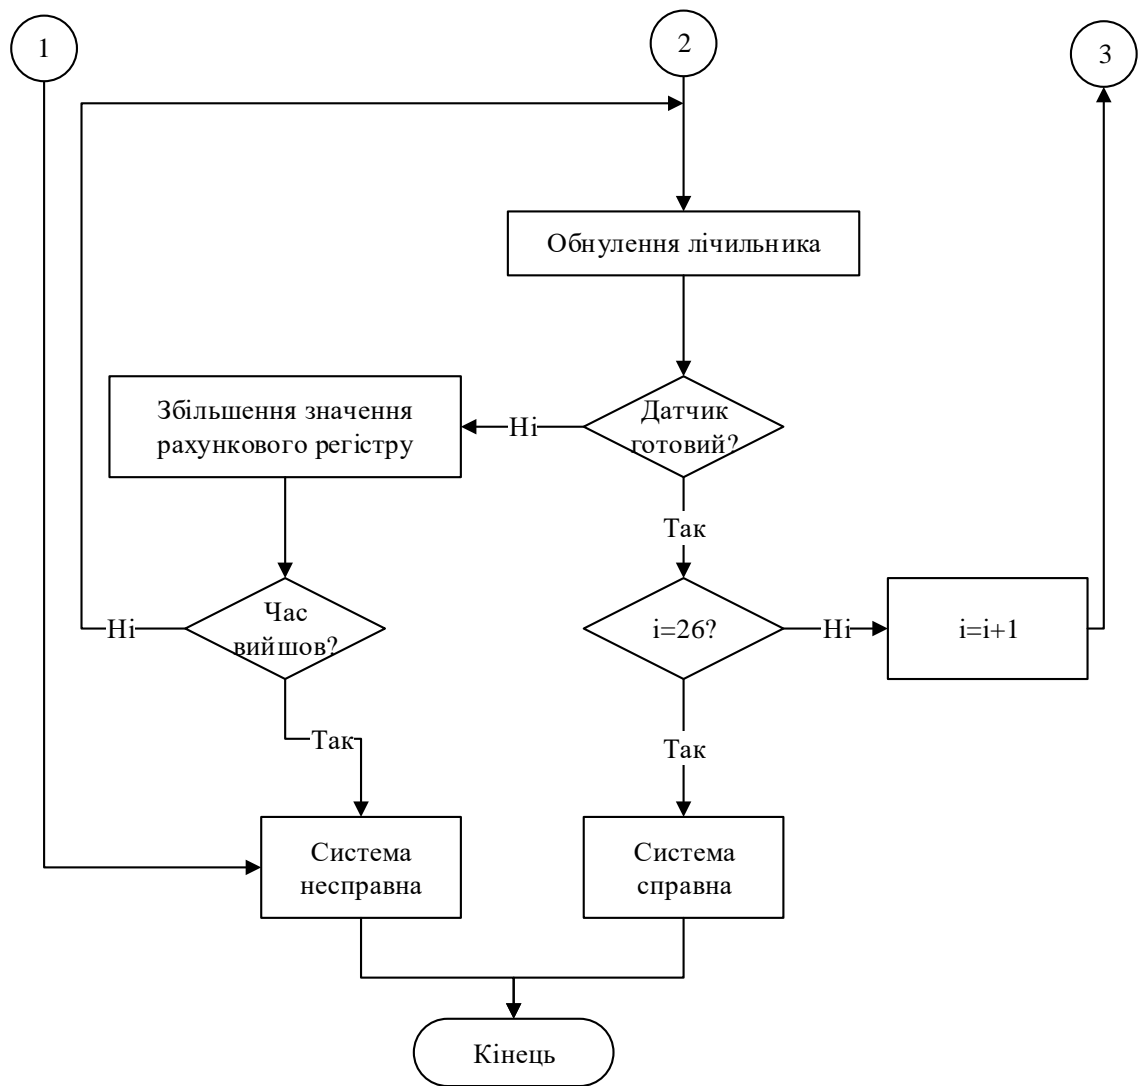 1
2
3
Обнулення лічильника
Збільшення значення
рахункового регістру
Ні
Датчик
готовий?
Так
Ні
Час
вийшов?
i=26?
Ні
i=i+1
Так
Так
Система
несправна
Система
справна
Кінець